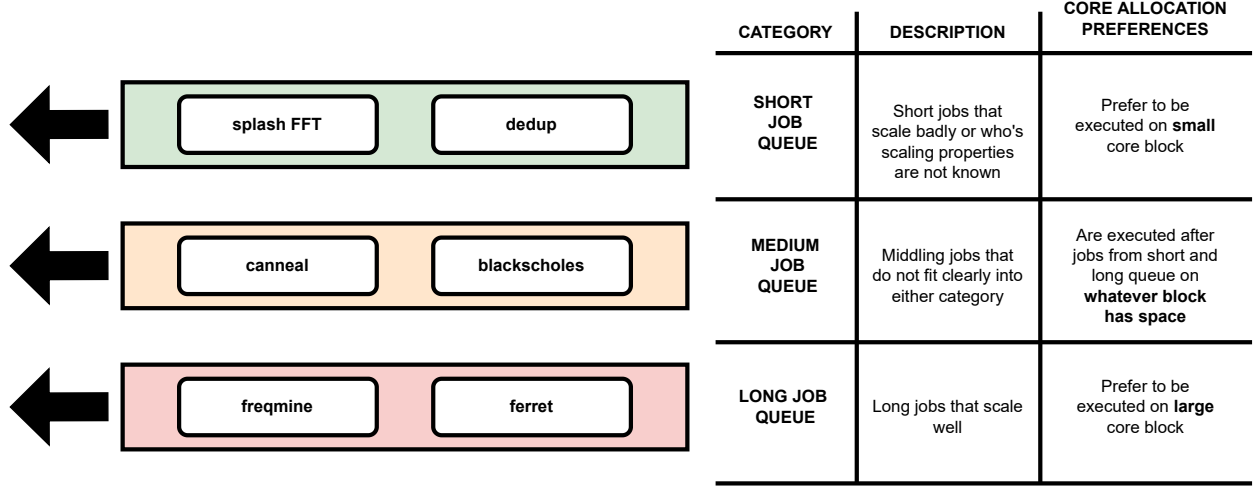 CATEGORY
DESCRIPTION
CORE ALLOCATION
PREFERENCES
splash FFT
dedup
SHORT
JOB
QUEUE
Short jobs that
scale badly or who's
scaling properties
are not known
Prefer to be
executed on small
core block
canneal
blackscholes
MEDIUM
JOB
QUEUE
Middling jobs that
do not fit clearly into
either category
Are executed after
jobs from short and
long queue on
whatever block
has space
freqmine
ferret
LONG JOB
QUEUE
Long jobs that scale
well
Prefer to be
executed on large
core block